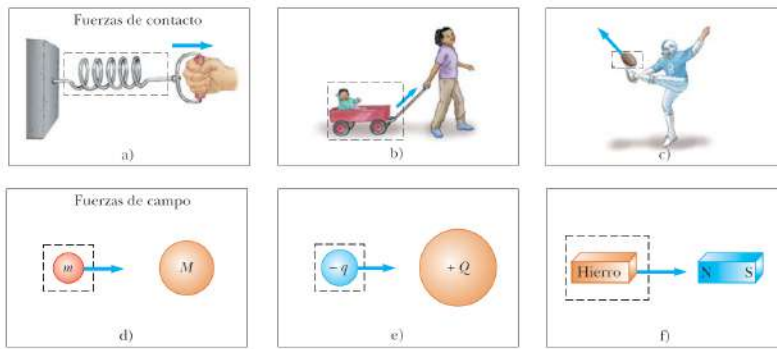 Fuerzas de contacto
a)
b)
c)
Fuerzas de campo
m
M
d)
– q
+ Q
e)
Hierro
N S
f)